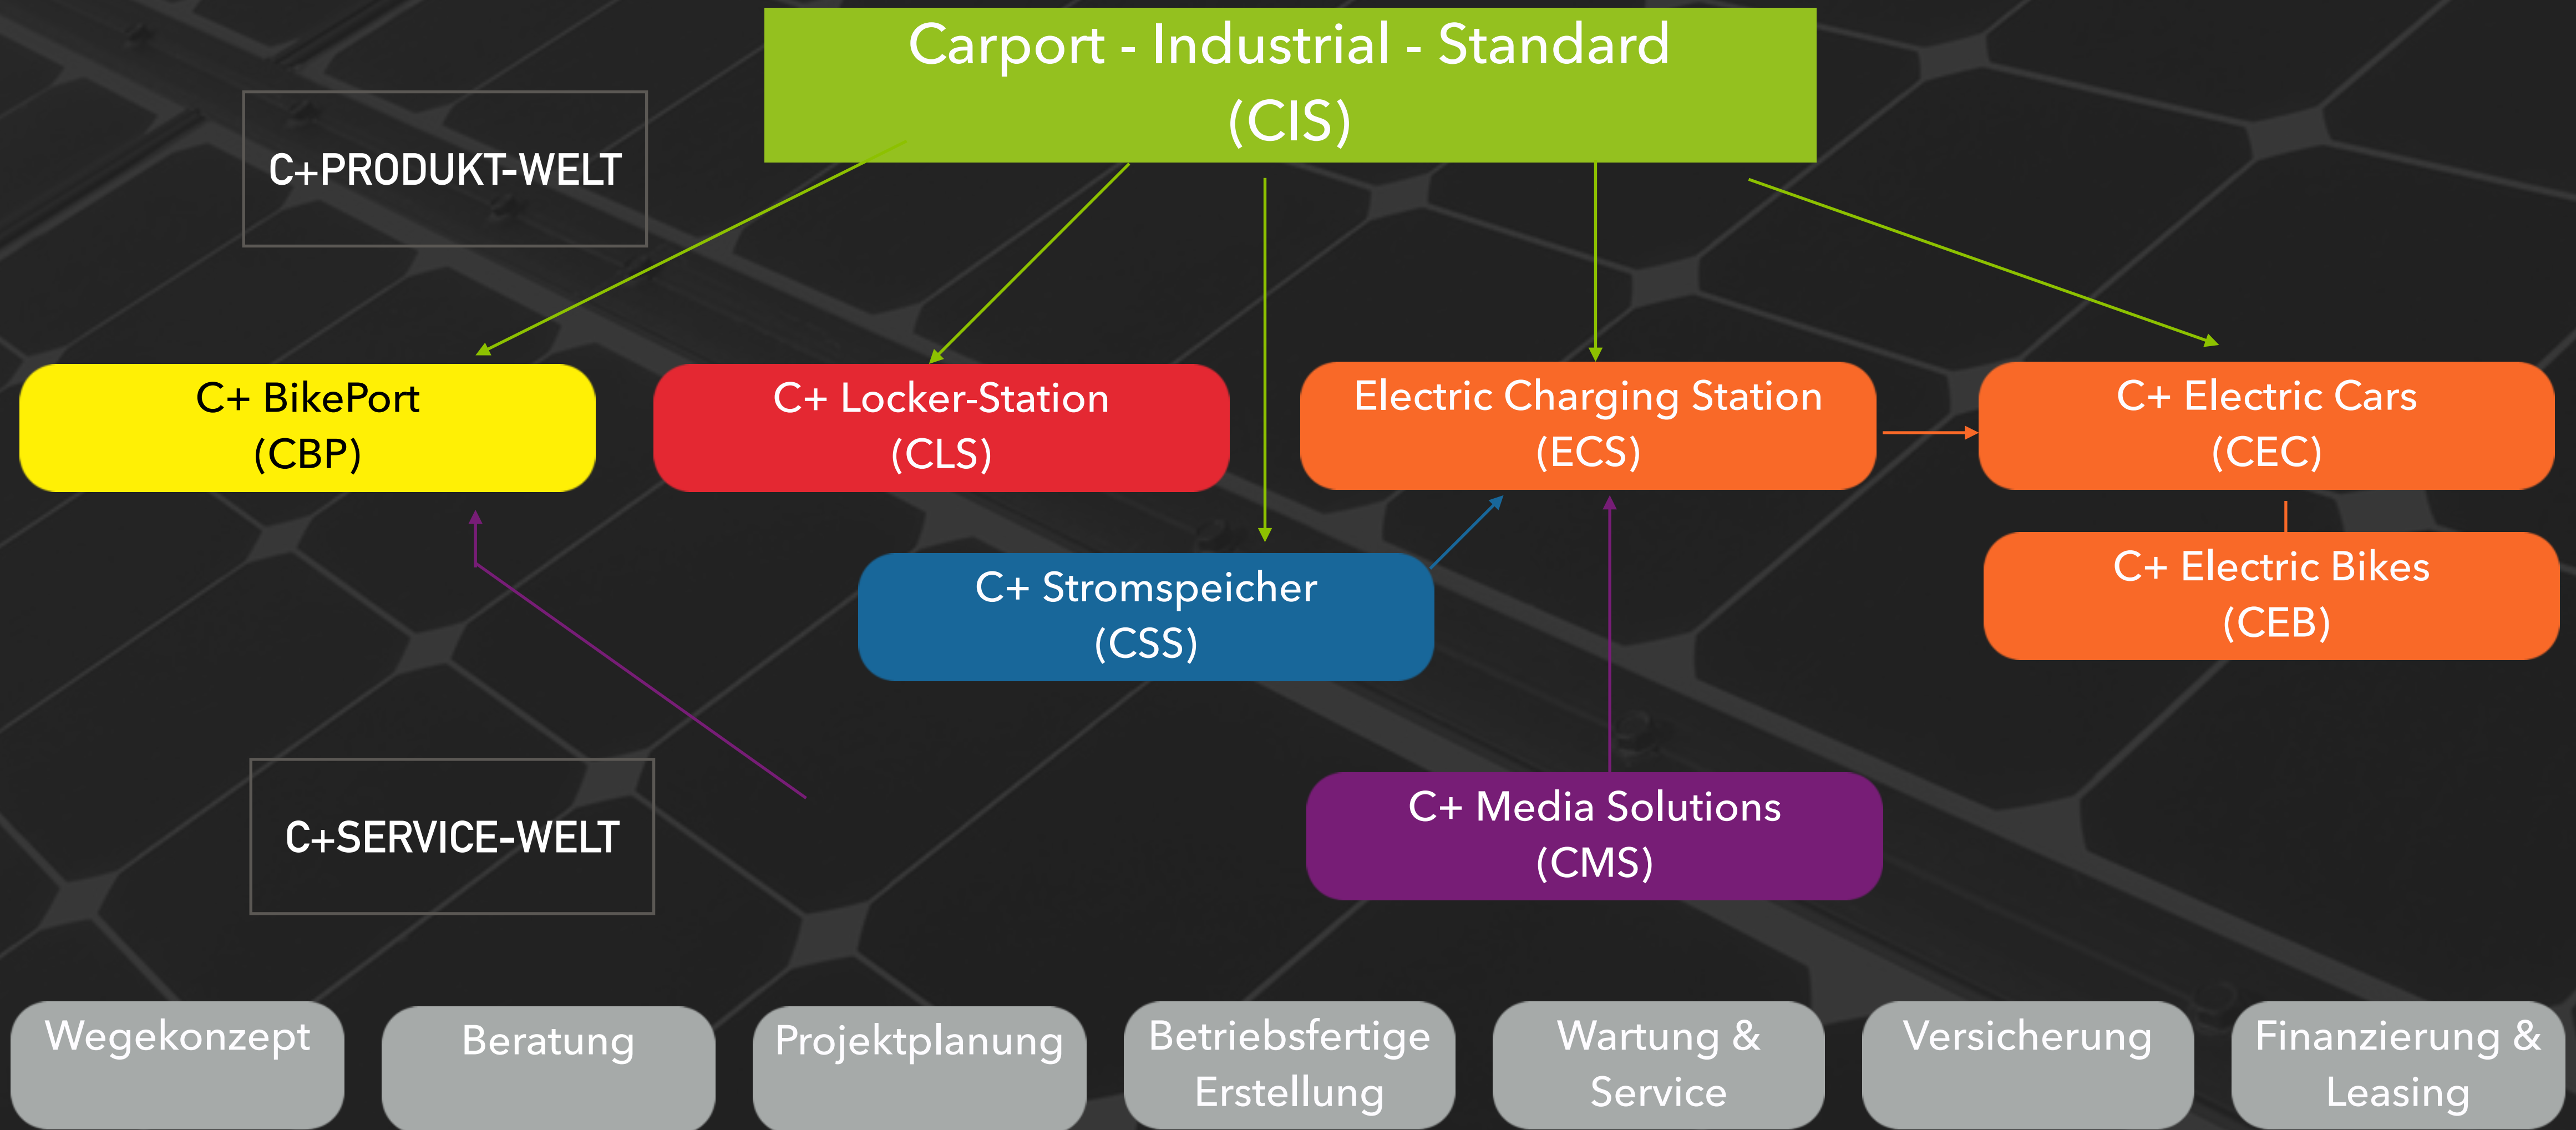 Carport - Industrial - Standard
(CIS)
C+PRODUKT-WELT
C+ BikePort
(CBP)
C+ Locker-Station
(CLS)
Electric Charging Station
(ECS)
C+ Electric Cars
(CEC)
C+ Stromspeicher
(CSS)
C+ Electric Bikes
(CEB)
C+SERVICE-WELT
C+ Media Solutions
(CMS)
Wegekonzept
Beratung
Projektplanung
Betriebsfertige
Erstellung
Wartung &
Service
Versicherung
Finanzierung &
Leasing